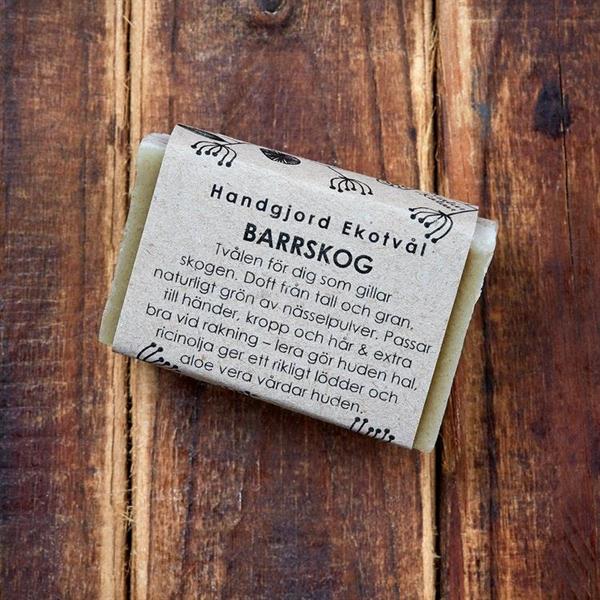 Handgjord Ekotvål
BARRSKOG
Tvålen för dig som gillar
skogen. Doft från tall och gran,
naturligt grön av nässelpulver. Passar
till händer, kropp och hår & extra
bra vid rakning – lera gör huden hal,
ricinolja ger ett rikligt lödder och
aloe vera vårdar huden.